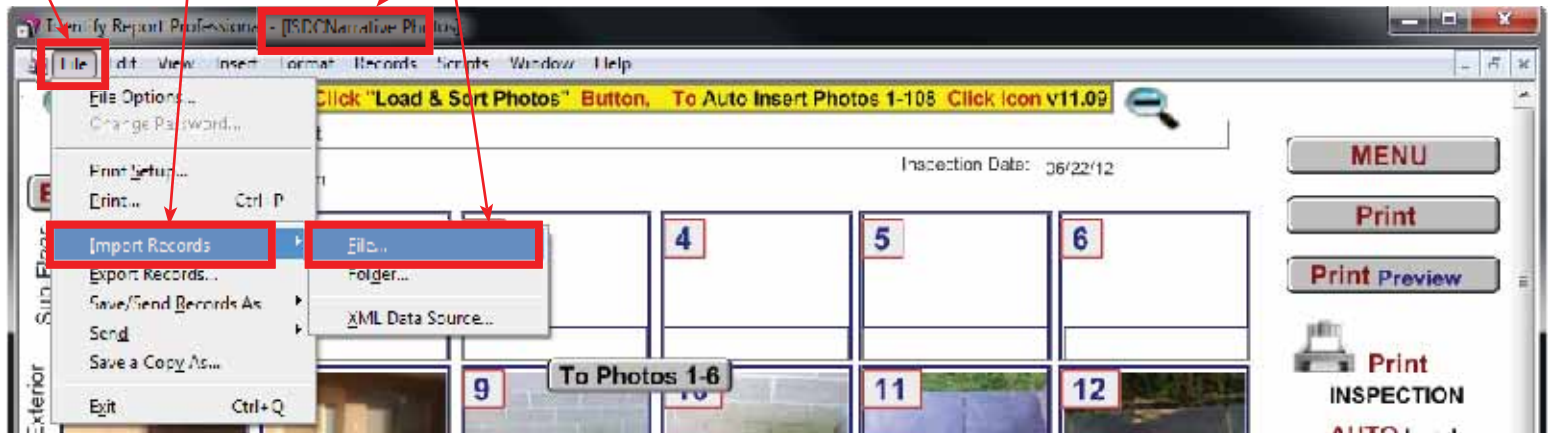 Identify Report Professional - [ISDCNarrative Photos]
File Edit View Insert Format Records Scripts Window Help
File Options...
Click "Load & Sort Photos" Button, To Auto Insert Photos 1-108 Click Icon v11.09
Change Password...
Print Setup...
Inspection Date: 06/22/12
MENU
Print... Ctrl+P
Print
Import Records
File...
4
5
6
Export Records...
Folder...
Print Preview
Save/Send Records As
XML Data Source...
Send
Save a Copy As...
Print
To Photos 1-6
9
10
11
12
INSPECTION
Exit Ctrl+Q
Exterior
AUTO